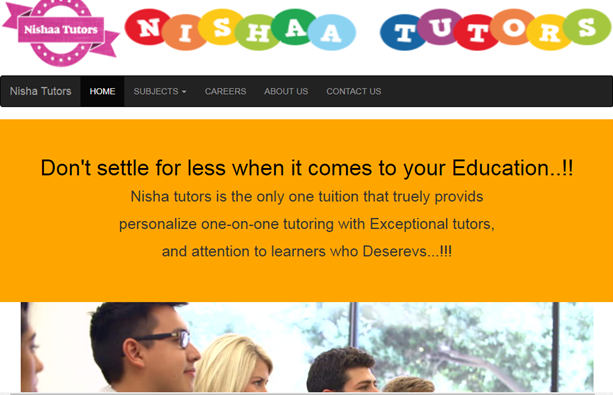 Nishaa Tutors
NISHAA TUTORS
Nisha Tutors HOME SUBJECTS CAREERS ABOUT US CONTACT US
Don't settle for less when it comes to your Education..!!
Nisha tutors is the only one tuition that truely provids
personalize one-on-one tutoring with Exceptional tutors,
and attention to learners who Deserevs...!!!